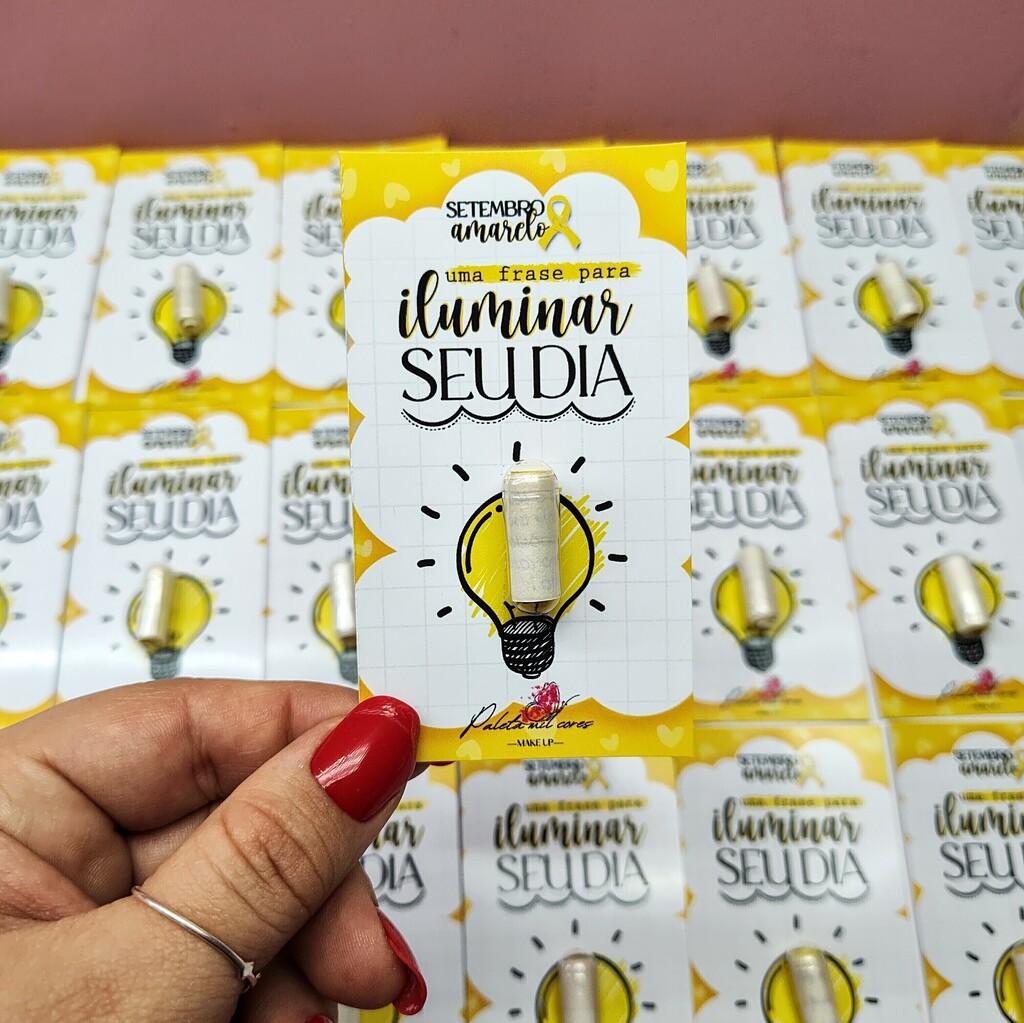 SETEMBRO
amarelo
uma frase para
iluminar
SEU DIA
Paleta mil cores
MAKE UP